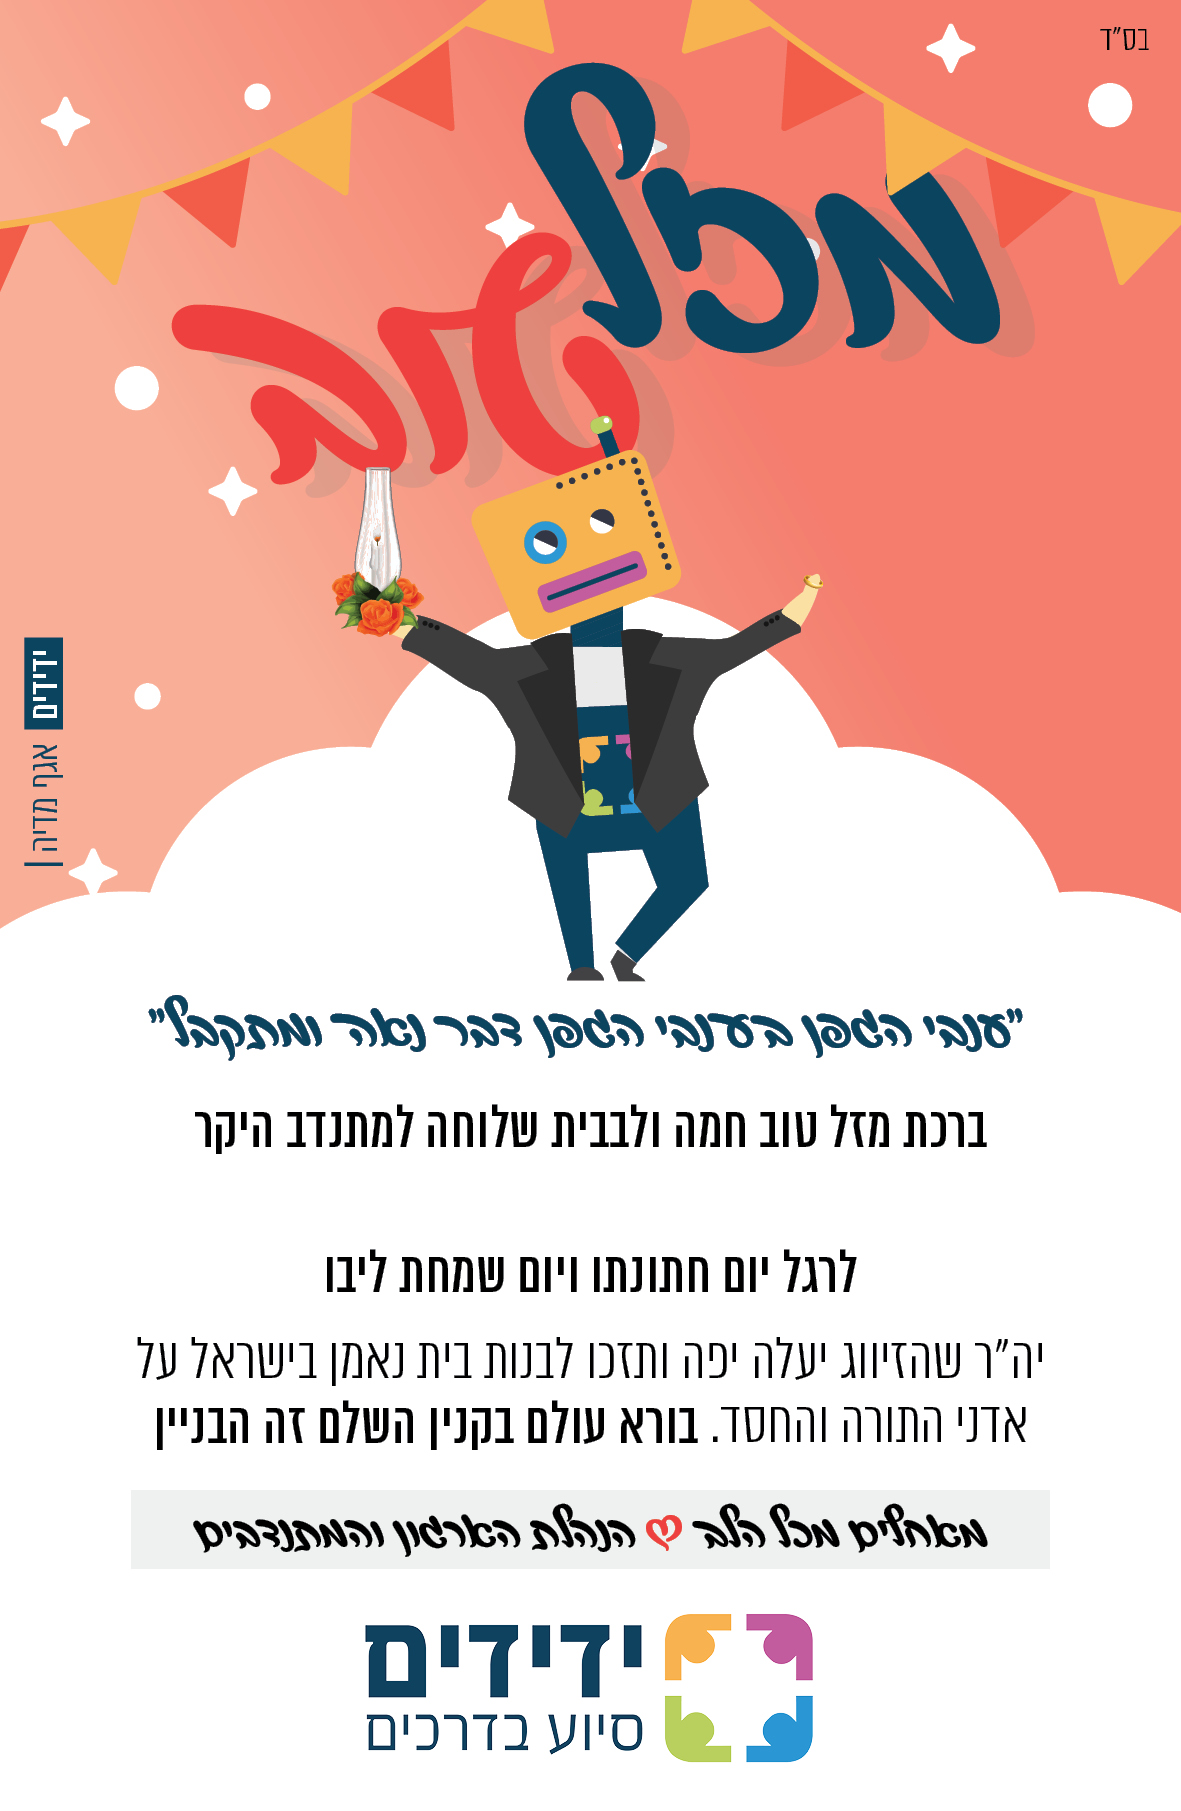 בס"ד
מכל
טוב
ידידים אגף מדיה |
"ענבי הגפן בענבי הגפן דבר נאה ומתקבל"
ברכת מזל טוב חמה ולבבית שלוחה למתנדב היקר
לרגל יום חתונתו ויום שמחת ליבו
יה"ר שהזיווג יעלה יפה ותזכו לבנות בית נאמן בישראל על
אדני התורה והחסד. בורא עולם בקנין השלם זה הבניין
מאחלים מכל הלב הנהלת הארגון והמתנדבים
ידידים
סיוע בדרכים